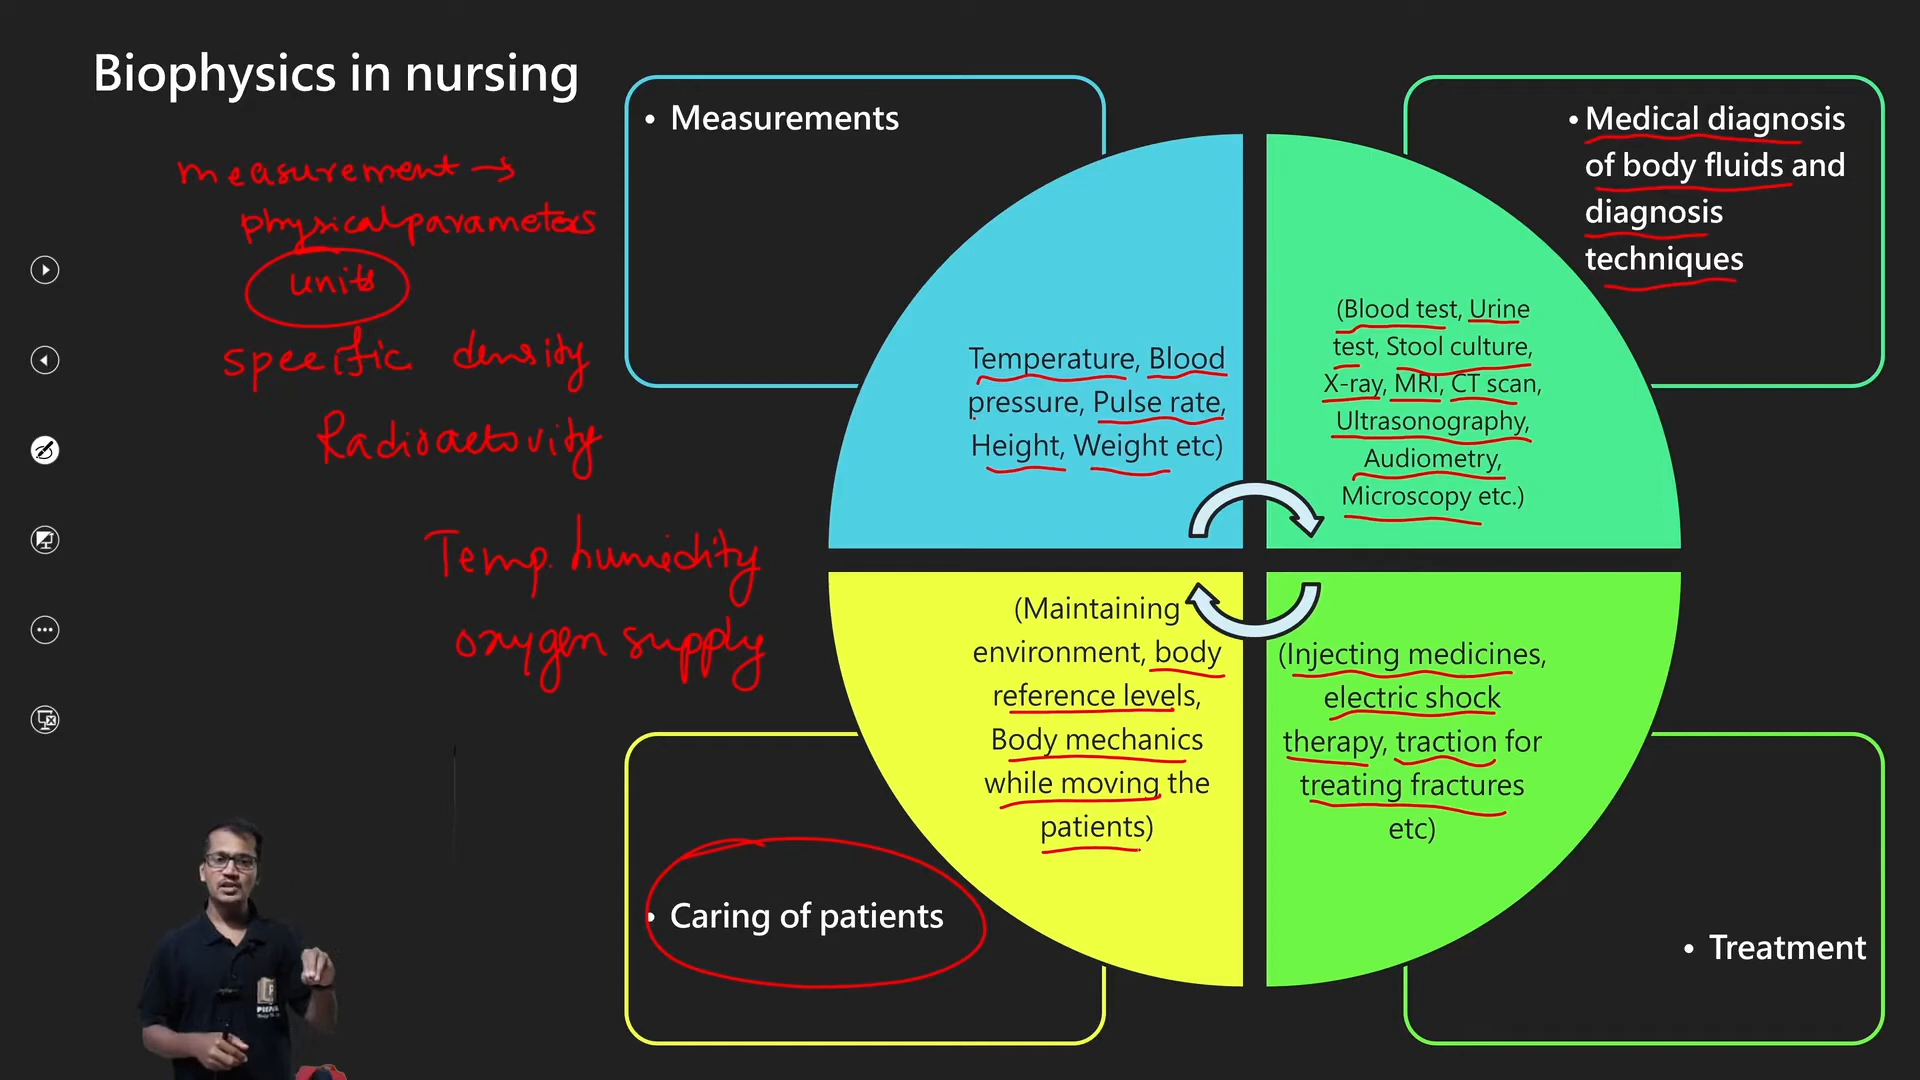 Biophysics in nursing
measurement →
physical parameters
units
specific density
Radioactivity
Temp. humidity
oxygen supply
• Measurements
Temperature, Blood
pressure, Pulse rate,
Height, Weight etc)
• Medical diagnosis
of body fluids and
diagnosis
techniques
(Blood test, Urine
test, Stool culture,
X-ray, MRI, CT scan,
Ultrasonography,
Audiometry,
Microscopy etc.)
(Maintaining
environment, body
reference levels,
Body mechanics
while moving the
patients)
• Caring of patients
(Injecting medicines,
electric shock
therapy, traction for
treating fractures
etc)
• Treatment